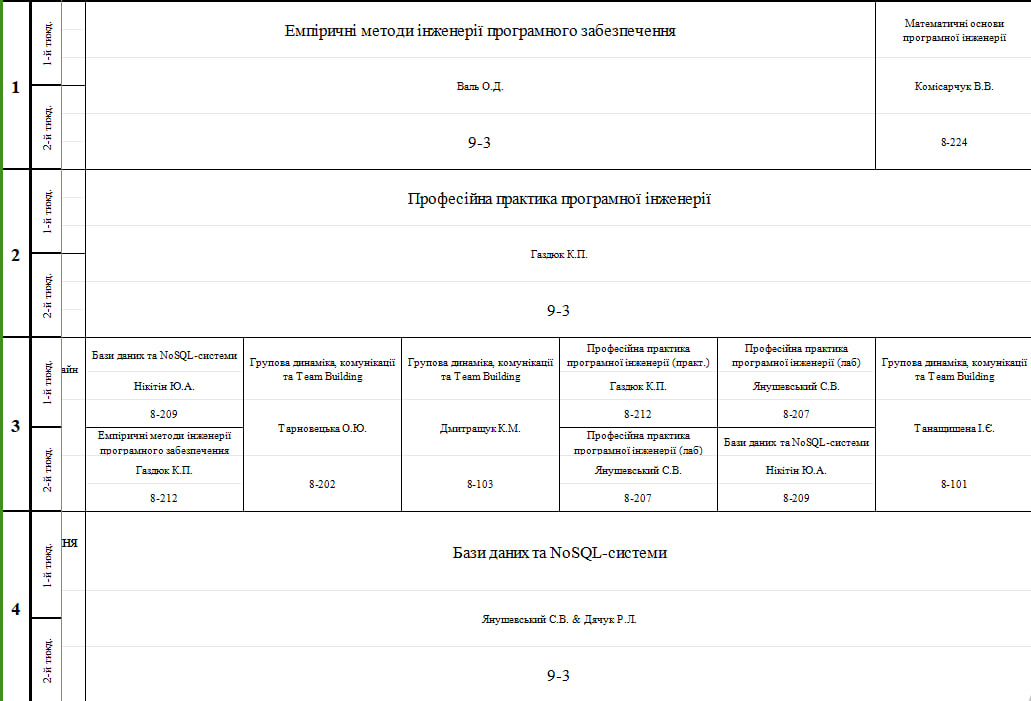 1
1-й тижд.
2-й тижд.
Емпіричні методи інженерії програмного забезпечення
Валь О.Д.
9-3
Математичні основи
програмної інженерії
Комісарчук В.В.
8-224
2
1-й тижд.
2-й тижд.
Професійна практика програмної інженерії
Газдюк К.П.
9-3
3
1-й тижд.
2-й тижд.
айн
Бази даних та NoSQL-системи
Нікітін Ю.А.
8-209
Емпіричні методи інженерії
програмного забезпечення
Газдюк К.П.
8-212
Групова динаміка, комунікації
та Team Building
Тарновецька О.Ю.
8-202
Групова динаміка, комунікації
та Team Building
Дмитращук К.М.
8-103
Професійна практика
програмної інженерії (практ.)
Газдюк К.П.
8-212
Професійна практика
програмної інженерії (лаб)
Янушевський С.В.
8-207
Професійна практика
програмної інженерії (лаб)
Янушевський С.В.
8-207
Бази даних та NoSQL-системи
Нікітін Ю.А.
8-209
Групова динаміка, комунікації
та Team Building
Танащишена І.Є.
8-101
4
1-й тижд.
2-й тижд.
ня
Бази даних та NoSQL-системи
Янушевський С.В. & Дячук Р.Л.
9-3